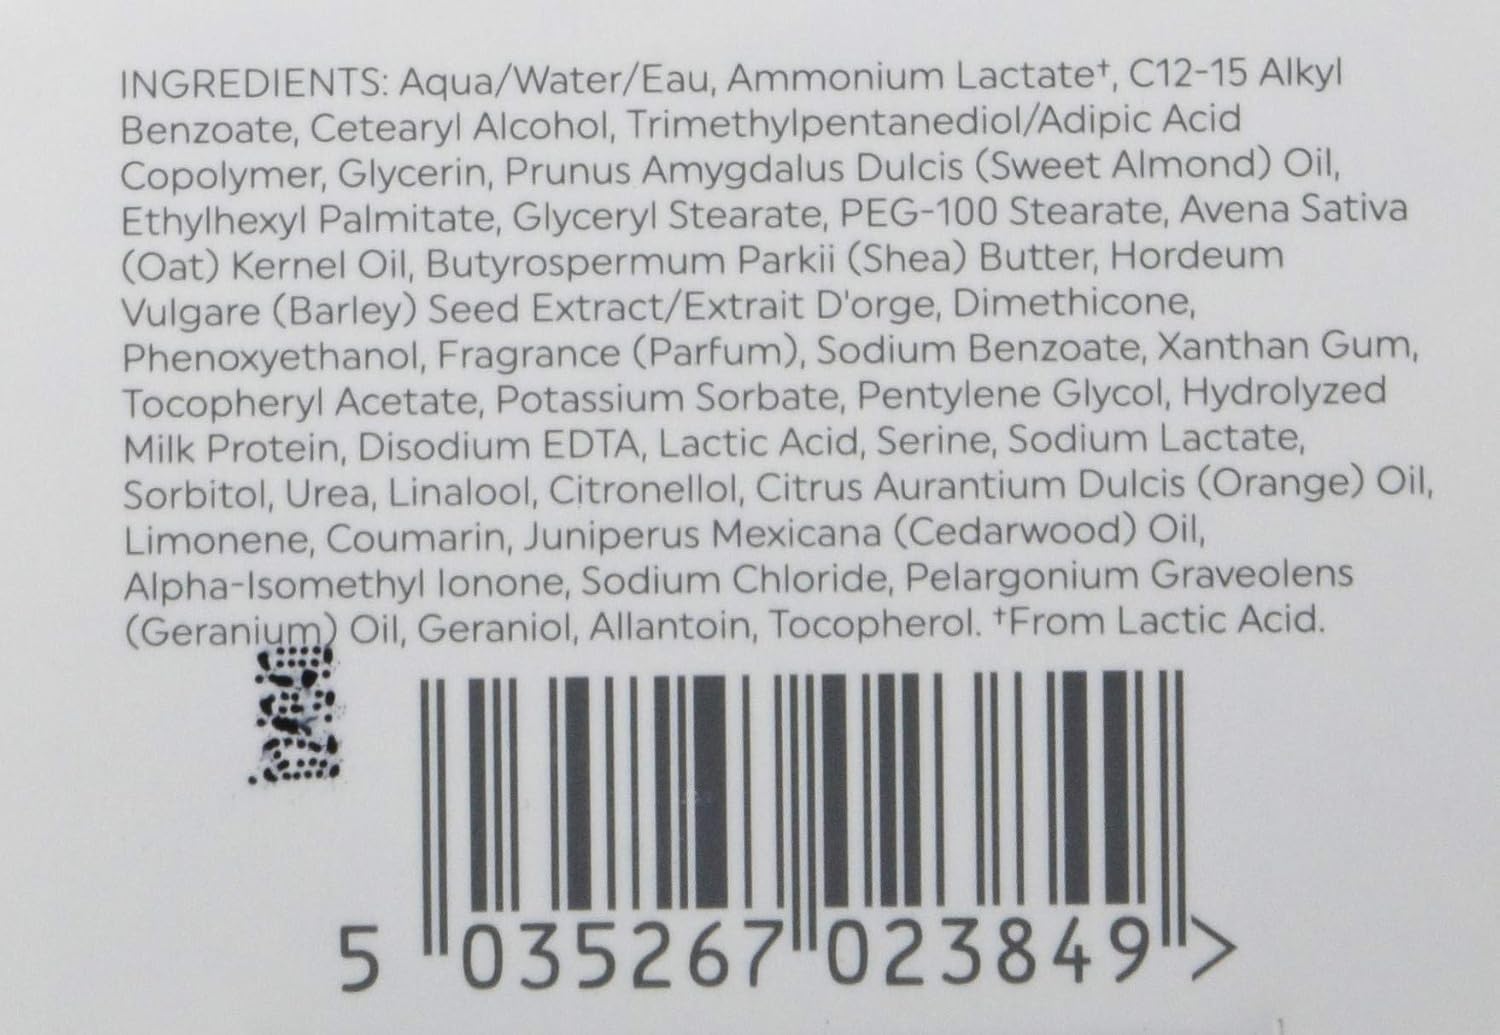 INGREDIENTS: Aqua/Water/Eau, Ammonium Lactate†, C12-15 Alkyl
Benzoate, Cetearyl Alcohol, Trimethylpentanediol/Adipic Acid
Copolymer, Glycerin, Prunus Amygdalus Dulcis (Sweet Almond) Oil,
Ethylhexyl Palmitate, Glyceryl Stearate, PEG-100 Stearate, Avena Sativa
(Oat) Kernel Oil, Butyrospermum Parkii (Shea) Butter, Hordeum
Vulgare (Barley) Seed Extract/Extrait D'orge, Dimethicone,
Phenoxyethanol, Fragrance (Parfum), Sodium Benzoate, Xanthan Gum,
Tocopheryl Acetate, Potassium Sorbate, Pentylene Glycol, Hydrolyzed
Milk Protein, Disodium EDTA, Lactic Acid, Serine, Sodium Lactate,
Sorbitol, Urea, Linalool, Citronellol, Citrus Aurantium Dulcis (Orange) Oil,
Limonene, Coumarin, Juniperus Mexicana (Cedarwood) Oil,
Alpha-Isomethyl Ionone, Sodium Chloride, Pelargonium Graveolens
(Geranium) Oil, Geraniol, Allantoin, Tocopherol. †From Lactic Acid.
5 035267 023849 >